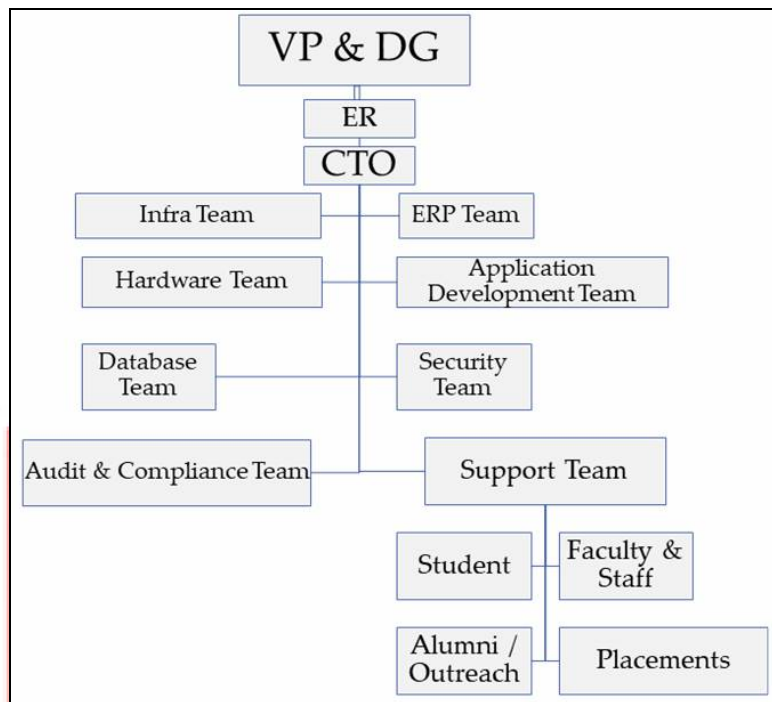 VP & DG
ER
CTO
Infra Team
ERP Team
Hardware Team
Application
Development Team
Database
Team
Security
Team
Audit & Compliance Team
Support Team
Student
Faculty &
Staff
Alumni /
Outreach
Placements